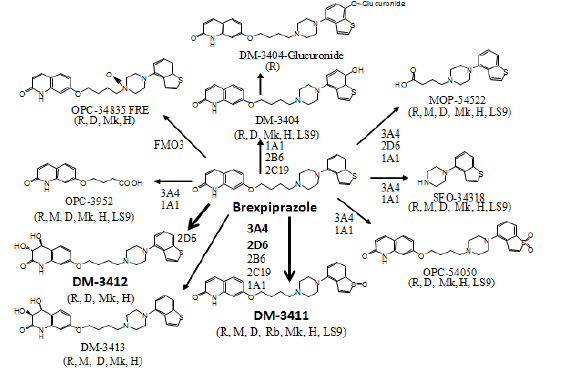 O-Glucuronide
DM-3404-Glucuronide
(R)
OPC-34835 FRE
(R, D, Mk, H)
DM-3404
(R, D, Mk, H, LS9)
MOP-54522
(R, M, D, Mk, H, LS9)
FMO3
1A1
2B6
2C19
3A4
2D6
1A1
OPC-3952
(R, M, D, Mk, H, LS9)
3A4
1A1
Brexpiprazole
3A4
1A1
SFO-34318
(R, M, D, Mk, H, LS9)
2D6
3A4
2D6
2B6
2C19
1A1
3A4
1A1
DM-3412
(R, D, Mk, H)
OPC-54050
(R, D, Mk, H, LS9)
DM-3411
(R, M, D, Rb, Mk, H, LS9)
DM-3413
(R, M, D, Mk, H)